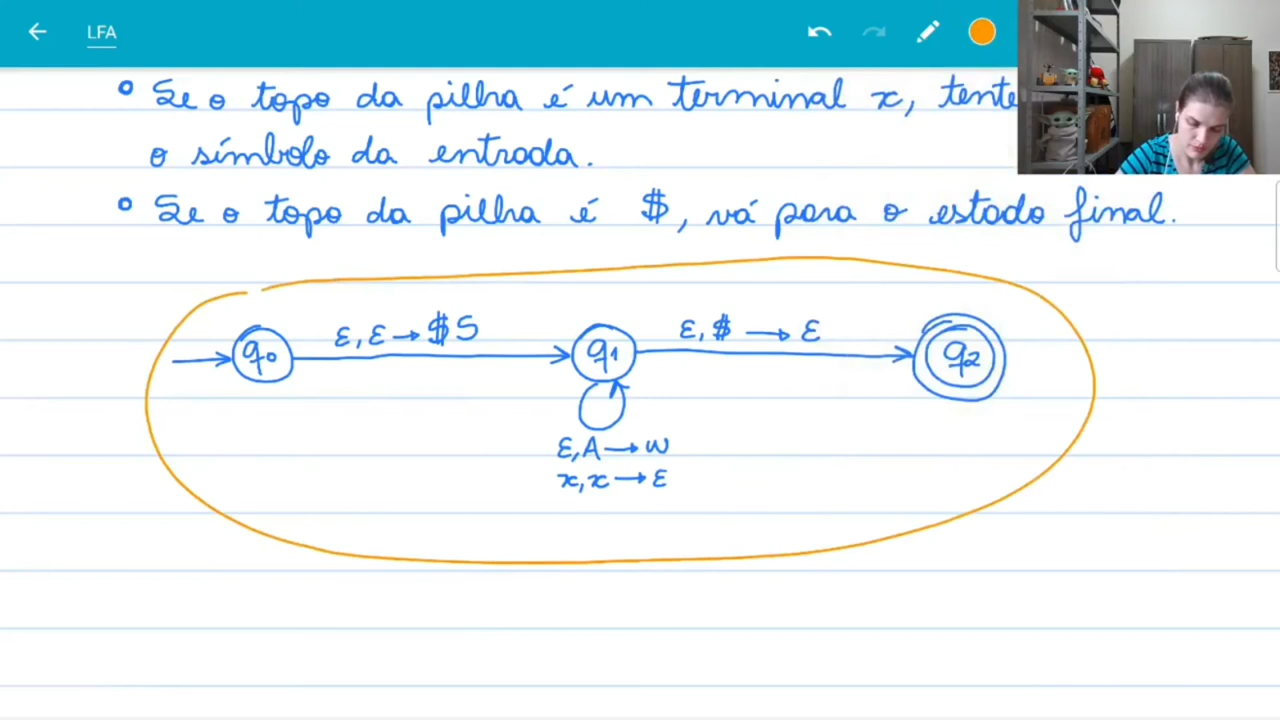 LFA
Se o topo da pilha é um terminal x, tente
o símbolo da entrada.
Se o topo da pilha é $, vá para o estado final.
ε, ε → $S
ε, $ → ε
q0
q1
q2
ε, A → w
x, x → ε